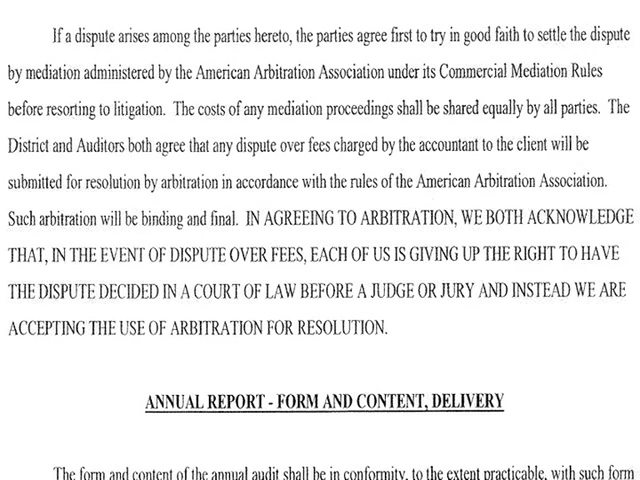 If a dispute arises among the parties hereto, the parties agree first to try in good faith to settle the dispute
by mediation administered by the American Arbitration Association under its Commercial Mediation Rules
before resorting to litigation. The costs of any mediation proceedings shall be shared equally by all parties. The
District and Auditors both agree that any dispute over fees charged by the accountant to the client will be
submitted for resolution by arbitration in accordance with the rules of the American Arbitration Association.
Such arbitration will be binding and final. IN AGREEING TO ARBITRATION, WE BOTH ACKNOWLEDGE
THAT, IN THE EVENT OF DISPUTE OVER FEES, EACH OF US IS GIVING UP THE RIGHT TO HAVE
THE DISPUTE DECIDED IN A COURT OF LAW BEFORE A JUDGE OR JURY AND INSTEAD WE ARE
ACCEPTING THE USE OF ARBITRATION FOR RESOLUTION.
ANNUAL REPORT - FORM AND CONTENT, DELIVERY
The form and content of the annual audit shall be in conformity, to the extent practicable, with such form